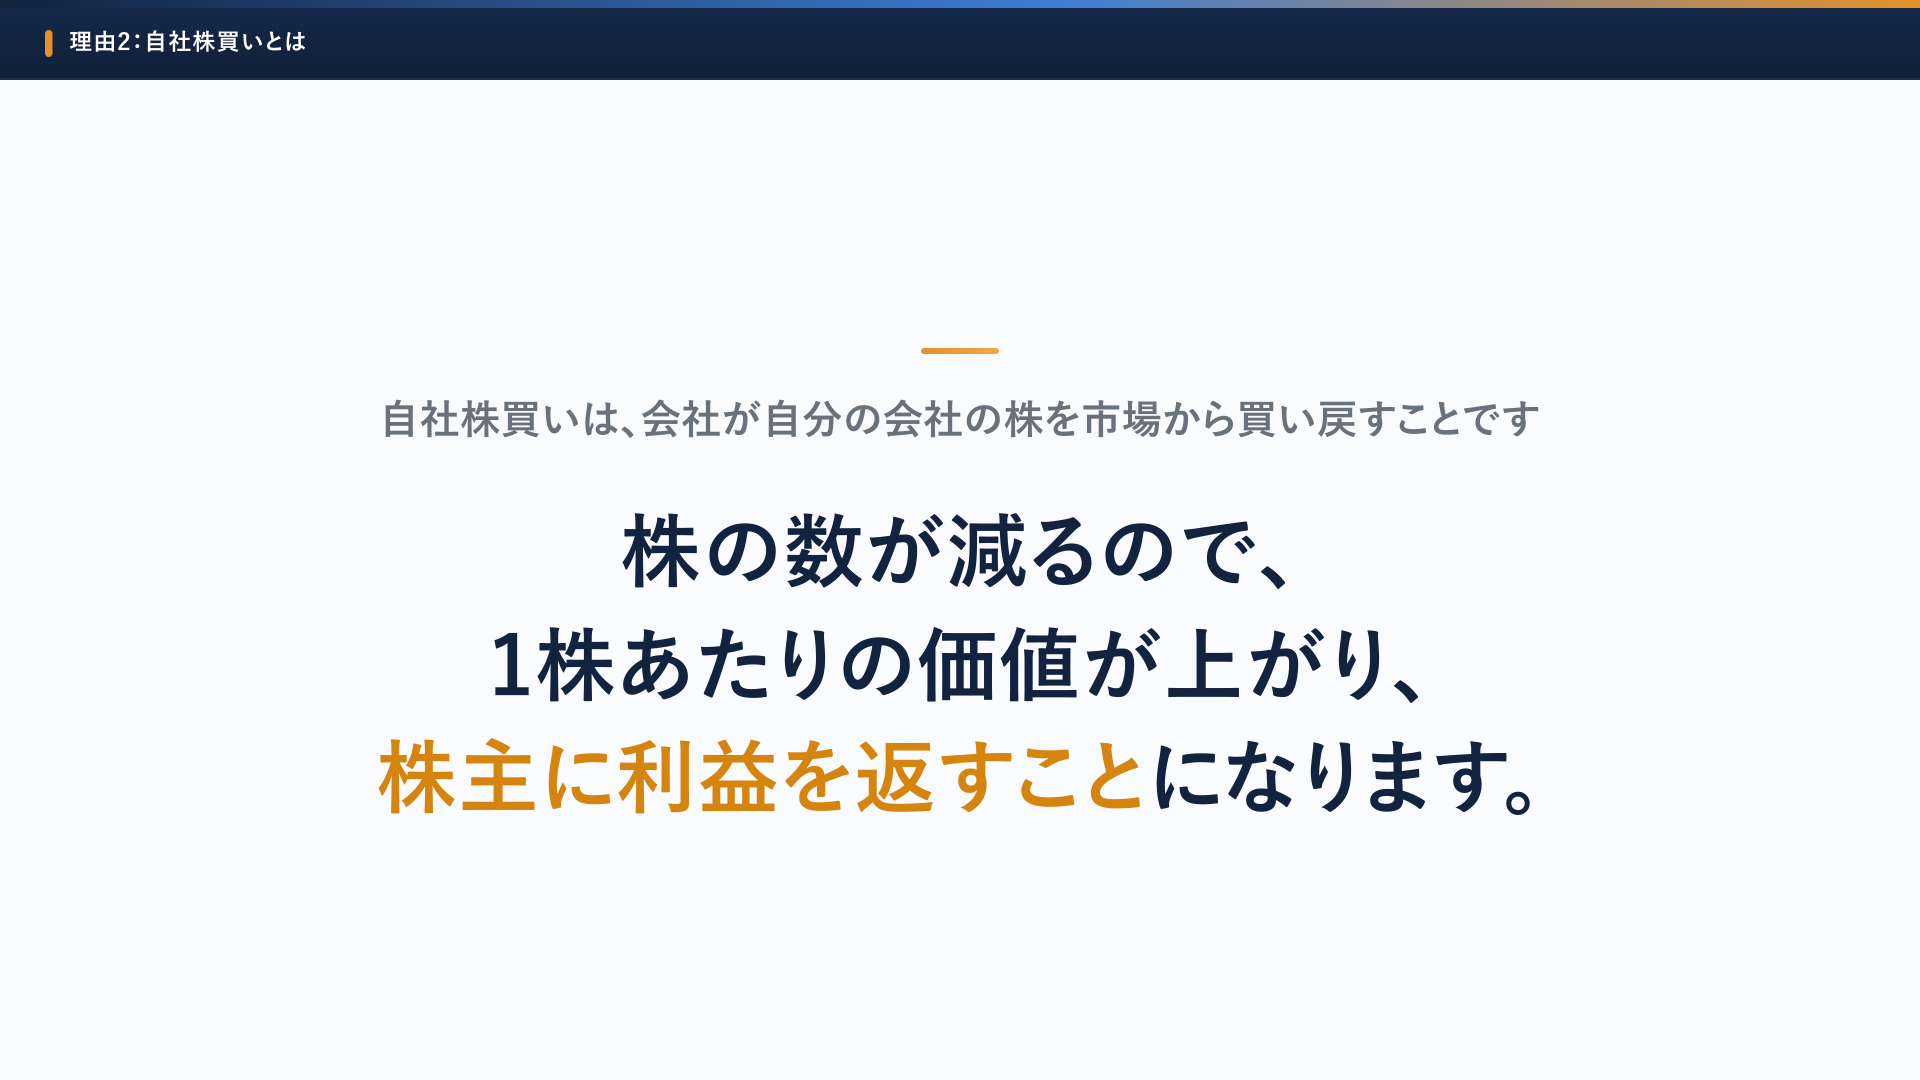 理由2：自社株買いとは
自社株買いは、会社が自分の会社の株を市場から買い戻すことです
株の数が減るので、
1株あたりの価値が上がり、
株主に利益を返すことになります。